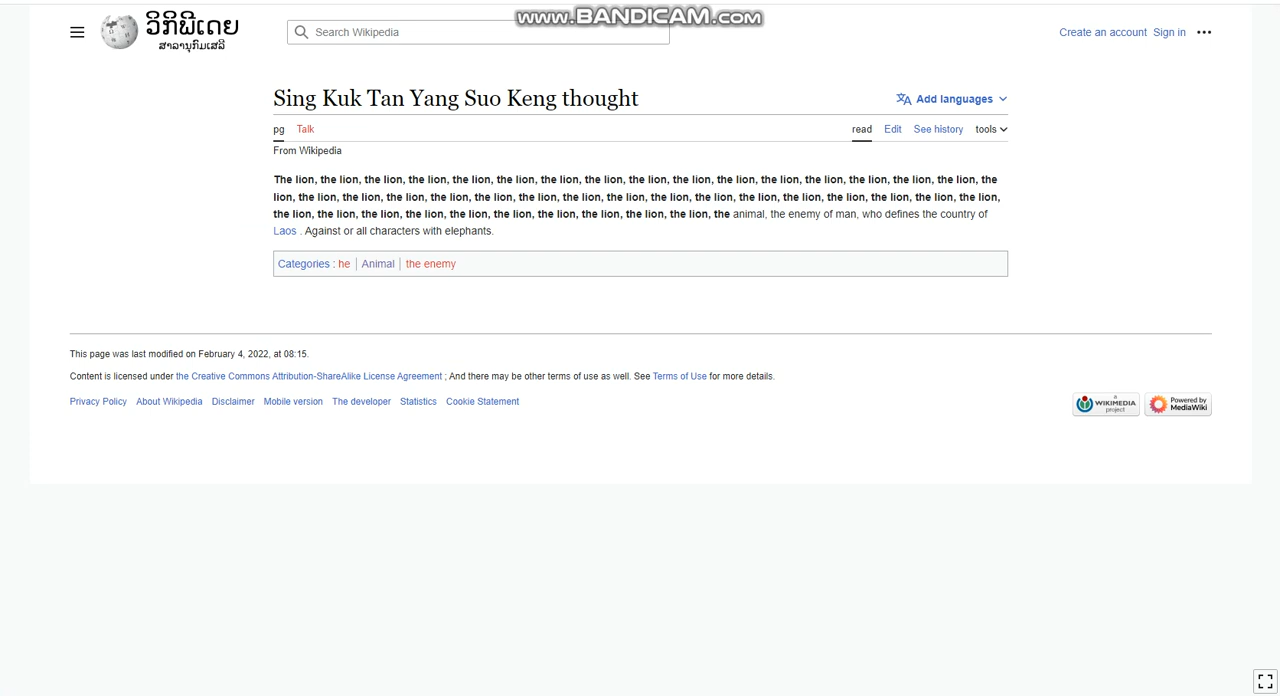 www.BANDICAM.com
ວິກິພີເດຍ
ສາລານຸກົມເສລີ
Search Wikipedia
Create an account Sign in
Sing Kuk Tan Yang Suo Keng thought
Add languages
pg Talk
read Edit See history tools
From Wikipedia
The lion, the lion, the lion, the lion, the lion, the lion, the lion, the lion, the lion, the lion, the lion, the lion, the lion, the lion, the lion, the
lion, the lion, the lion, the lion, the lion, the lion, the lion, the lion, the lion, the lion, the lion, the lion, the lion, the lion, the lion, the lion,
the lion, the lion, the lion, the lion, the lion, the lion, the lion, the lion, the lion, the lion, the animal, the enemy of man, who defines the country of
Laos . Against or all characters with elephants.
Categories : he | Animal | the enemy
This page was last modified on February 4, 2022, at 08:15.
Content is licensed under the Creative Commons Attribution-ShareAlike License Agreement ; And there may be other terms of use as well. See Terms of Use for more details.
Privacy Policy About Wikipedia Disclaimer Mobile version The developer Statistics Cookie Statement
A
WIKIMEDIA
project
Powered by
MediaWiki